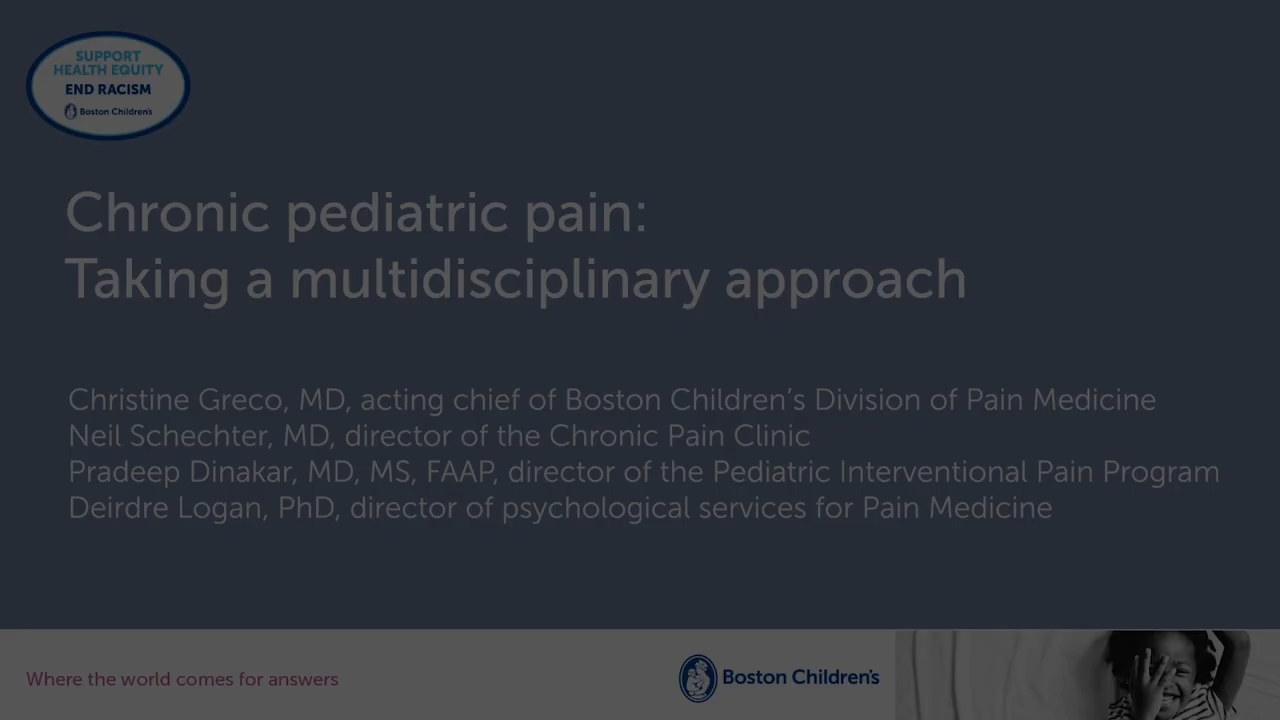 SUPPORT
HEALTH EQUITY
END RACISM
Boston Children's
Chronic pediatric pain:
Taking a multidisciplinary approach
Christine Greco, MD, acting chief of Boston Children’s Division of Pain Medicine
Neil Schechter, MD, director of the Chronic Pain Clinic
Pradeep Dinakar, MD, MS, FAAP, director of the Pediatric Interventional Pain Program
Deirdre Logan, PhD, director of psychological services for Pain Medicine
Where the world comes for answers
Boston Children's